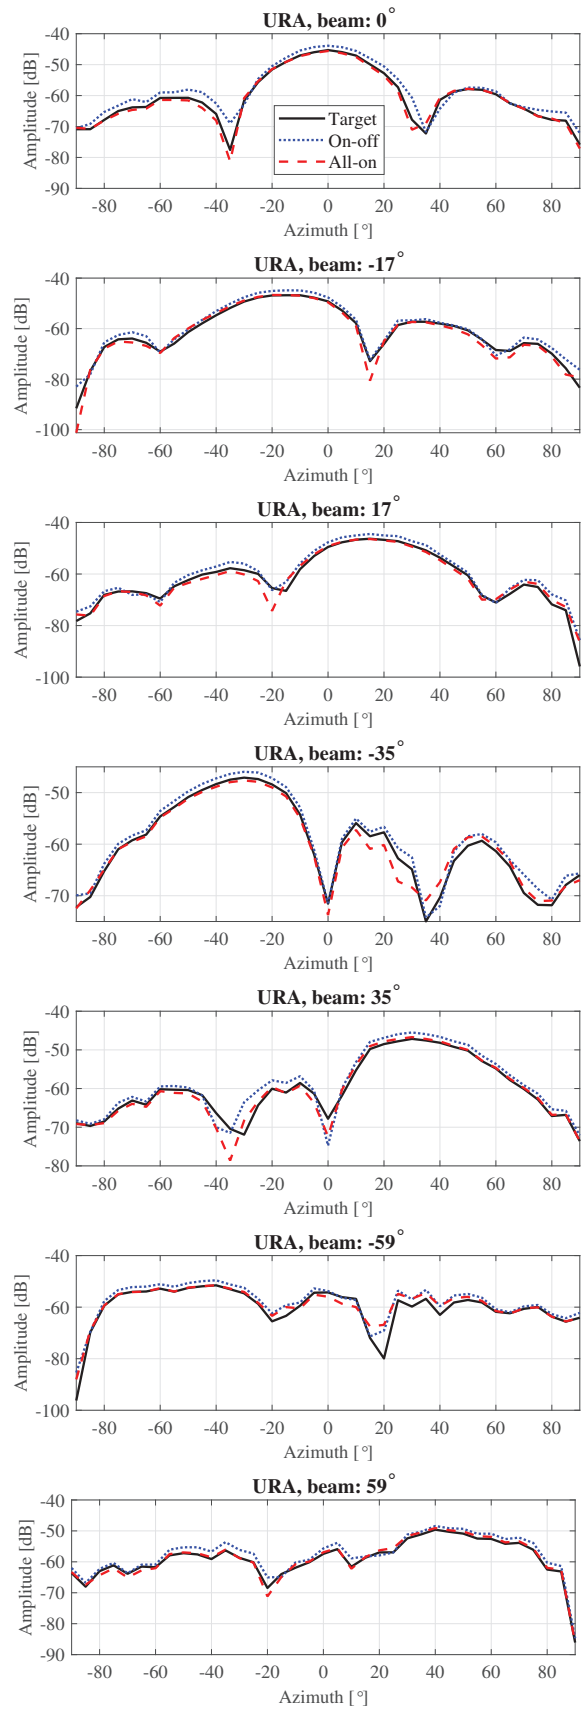 URA, beam: 0°
-40
-50
-60
-70
-80
-90
Amplitude [dB]
Target
On-off
All-on
-80 -60 -40 -20 0 20 40 60 80
Azimuth [°]
URA, beam: -17°
-40
-60
-80
-100
Amplitude [dB]
-80 -60 -40 -20 0 20 40 60 80
Azimuth [°]
URA, beam: 17°
-40
-60
-80
-100
Amplitude [dB]
-80 -60 -40 -20 0 20 40 60 80
Azimuth [°]
URA, beam: -35°
-50
-60
-70
Amplitude [dB]
-80 -60 -40 -20 0 20 40 60 80
Azimuth [°]
URA, beam: 35°
-40
-50
-60
-70
-80
Amplitude [dB]
-80 -60 -40 -20 0 20 40 60 80
Azimuth [°]
URA, beam: -59°
-40
-60
-80
-100
Amplitude [dB]
-80 -60 -40 -20 0 20 40 60 80
Azimuth [°]
URA, beam: 59°
-40
-50
-60
-70
-80
-90
Amplitude [dB]
-80 -60 -40 -20 0 20 40 60 80
Azimuth [°]